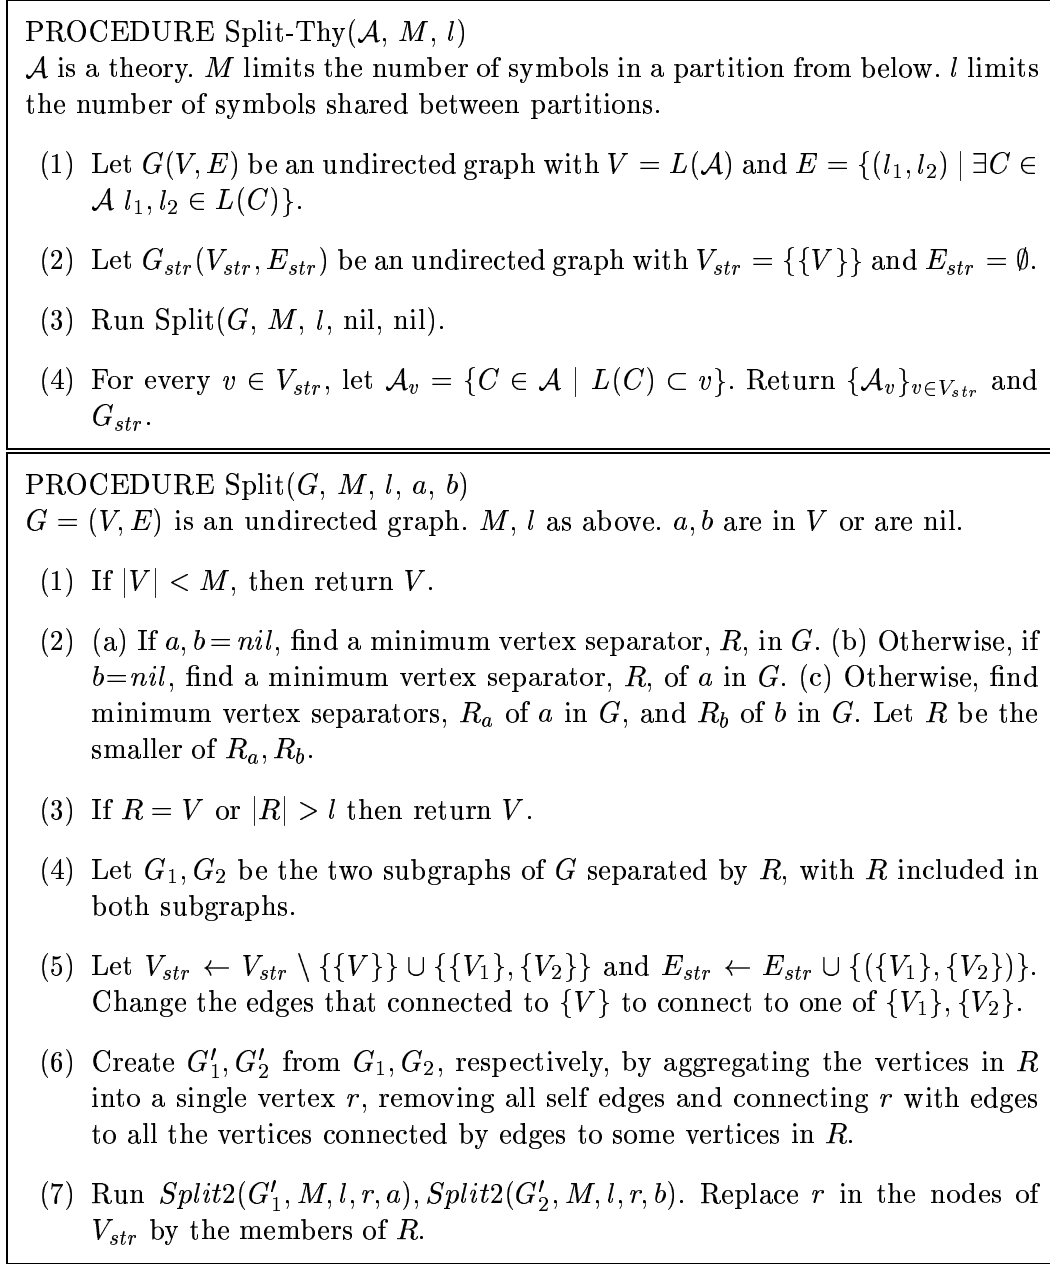 PROCEDURE Split-Thy(𝒜, M, l)
𝒜 is a theory. M limits the number of symbols in a partition from below. l limits
the number of symbols shared between partitions.
(1) Let G(V, E) be an undirected graph with V = L(𝒜) and E = {(l₁, l₂) | ∃C ∈
𝒜 l₁, l₂ ∈ L(C)}.
(2) Let G_str(V_str, E_str) be an undirected graph with V_str = {{V}} and E_str = ∅.
(3) Run Split(G, M, l, nil, nil).
(4) For every v ∈ V_str, let 𝒜_v = {C ∈ 𝒜 | L(C) ⊂ v}. Return {𝒜_v}_{v∈V_str} and
G_str.
PROCEDURE Split(G, M, l, a, b)
G = (V, E) is an undirected graph. M, l as above. a, b are in V or are nil.
(1) If |V| < M, then return V.
(2) (a) If a, b = nil, find a minimum vertex separator, R, in G. (b) Otherwise, if
b=nil, find a minimum vertex separator, R, of a in G. (c) Otherwise, find
minimum vertex separators, R_a of a in G, and R_b of b in G. Let R be the
smaller of R_a, R_b.
(3) If R = V or |R| > l then return V.
(4) Let G₁, G₂ be the two subgraphs of G separated by R, with R included in
both subgraphs.
(5) Let V_str ← V_str \ {{V}} ∪ {{V₁}, {V₂}} and E_str ← E_str ∪ {({V₁}, {V₂})}.
Change the edges that connected to {V} to connect to one of {V₁}, {V₂}.
(6) Create G′₁, G′₂ from G₁, G₂, respectively, by aggregating the vertices in R
into a single vertex r, removing all self edges and connecting r with edges
to all the vertices connected by edges to some vertices in R.
(7) Run Split2(G′₁, M, l, r, a), Split2(G′₂, M, l, r, b). Replace r in the nodes of
V_str by the members of R.